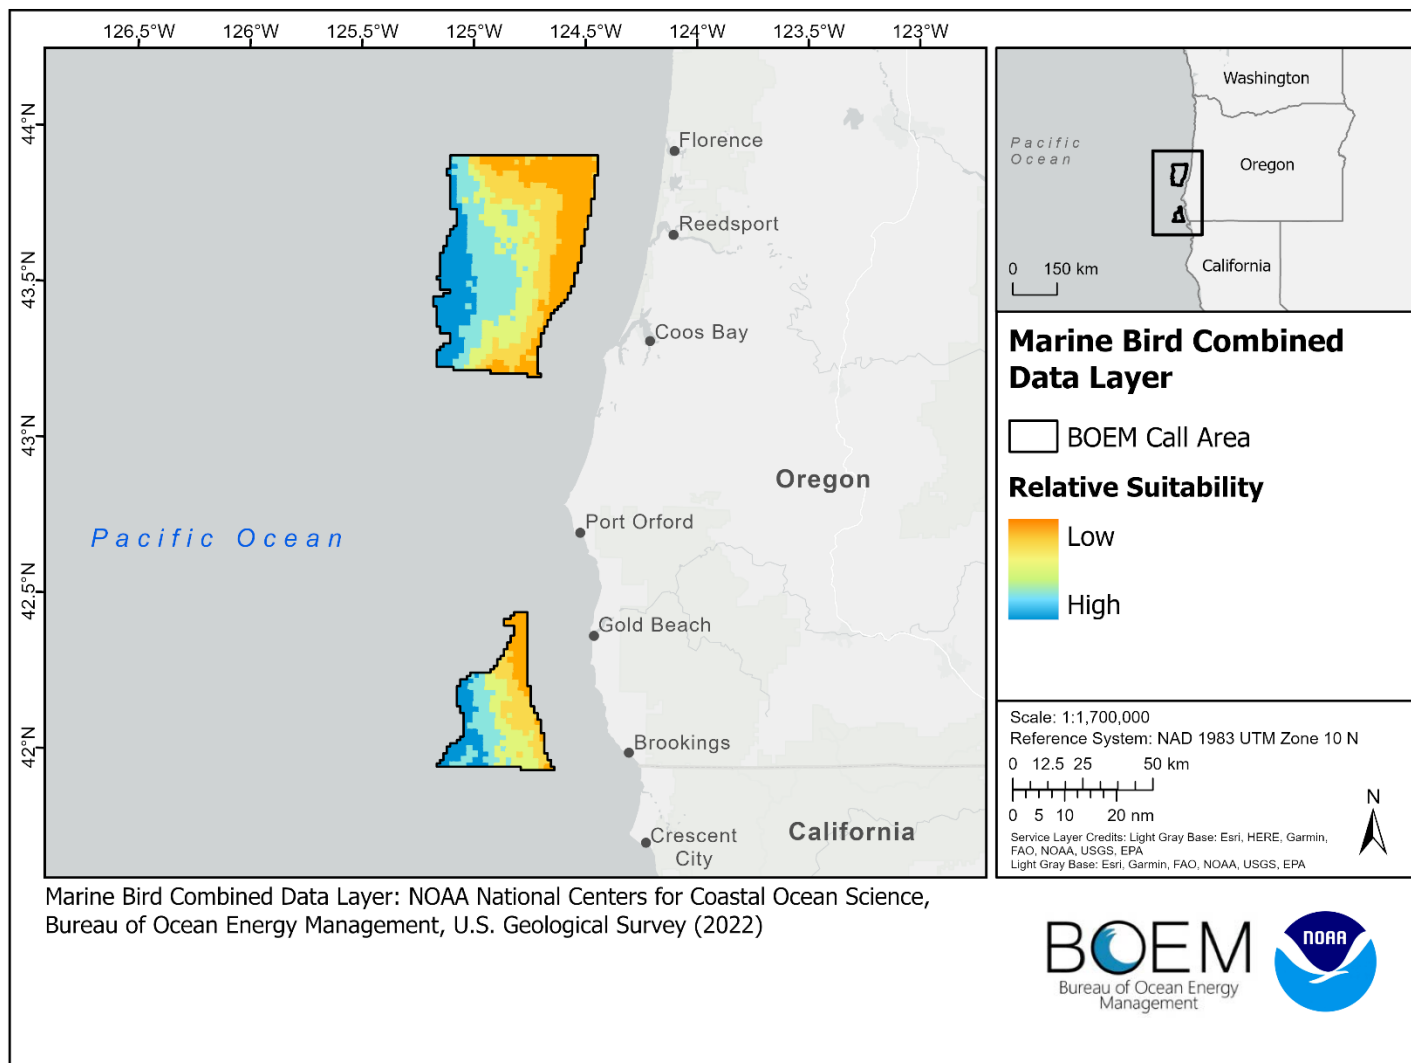 126.5°W 126°W 125.5°W 125°W 124.5°W 124°W 123.5°W 123°W
44°N
43.5°N
43°N
42.5°N
42°N
Florence
Reedsport
Coos Bay
Oregon
Port Orford
Pacific Ocean
Gold Beach
Brookings
California
Crescent
City
Washington
Pacific
Ocean
Oregon
California
0 150 km
Marine Bird Combined
Data Layer
BOEM Call Area
Relative Suitability
Low
High
Scale: 1:1,700,000
Reference System: NAD 1983 UTM Zone 10 N
0 12.5 25 50 km
0 5 10 20 nm
N
Service Layer Credits: Light Gray Base: Esri, HERE, Garmin,
FAO, NOAA, USGS, EPA
Light Gray Base: Esri, Garmin, FAO, NOAA, USGS, EPA
Marine Bird Combined Data Layer: NOAA National Centers for Coastal Ocean Science,
Bureau of Ocean Energy Management, U.S. Geological Survey (2022)
BOEM
Bureau of Ocean Energy
Management
NOAA